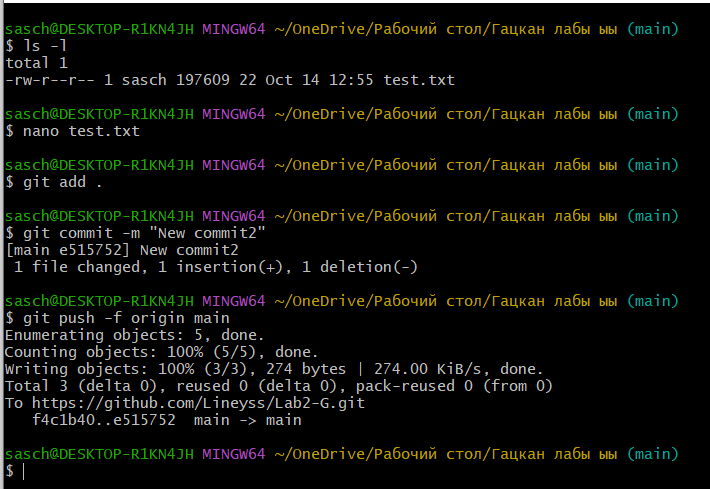 sasch@DESKTOP-R1KN4JH MINGW64 ~/OneDrive/Рабочий стол/Гацкан лабы ыы (main)
$ ls -l
total 1
-rw-r--r-- 1 sasch 197609 22 Oct 14 12:55 test.txt
sasch@DESKTOP-R1KN4JH MINGW64 ~/OneDrive/Рабочий стол/Гацкан лабы ыы (main)
$ nano test.txt
sasch@DESKTOP-R1KN4JH MINGW64 ~/OneDrive/Рабочий стол/Гацкан лабы ыы (main)
$ git add .
sasch@DESKTOP-R1KN4JH MINGW64 ~/OneDrive/Рабочий стол/Гацкан лабы ыы (main)
$ git commit -m "New commit2"
[main e515752] New commit2
 1 file changed, 1 insertion(+), 1 deletion(-)
sasch@DESKTOP-R1KN4JH MINGW64 ~/OneDrive/Рабочий стол/Гацкан лабы ыы (main)
$ git push -f origin main
Enumerating objects: 5, done.
Counting objects: 100% (5/5), done.
Writing objects: 100% (3/3), 274 bytes | 274.00 KiB/s, done.
Total 3 (delta 0), reused 0 (delta 0), pack-reused 0 (from 0)
To https://github.com/Lineyss/Lab2-G.git
   f4c1b40..e515752  main -> main
sasch@DESKTOP-R1KN4JH MINGW64 ~/OneDrive/Рабочий стол/Гацкан лабы ыы (main)
$